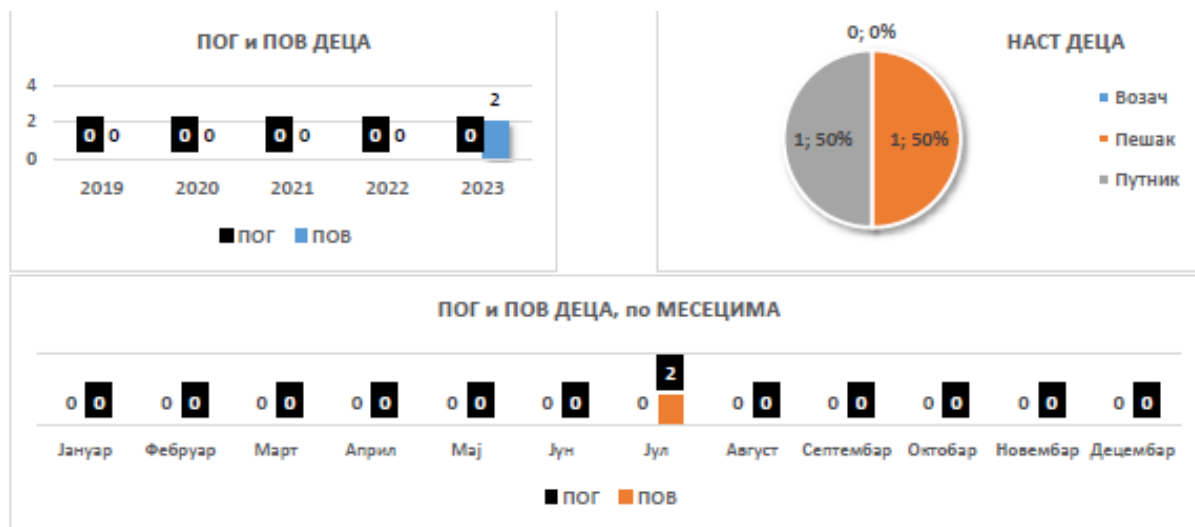 ПОГ и ПОВ ДЕЦА
4
2
0
2
0 0 0 0 0 0 0 0 0
2019 2020 2021 2022 2023
ПОГ ПОВ
0; 0%
НАСТ ДЕЦА
1; 50% 1; 50%
Возач
Пешак
Путник
ПОГ и ПОВ ДЕЦА, по МЕСЕЦИМА
2
0 0 0 0 0 0 0 0 0 0 0 0 0 0 0 0 0 0 0 0 0 0 0
Јануар Фебруар Март Април Мај Јун Јул Август Септембар Октобар Новембар Децембар
ПОГ ПОВ